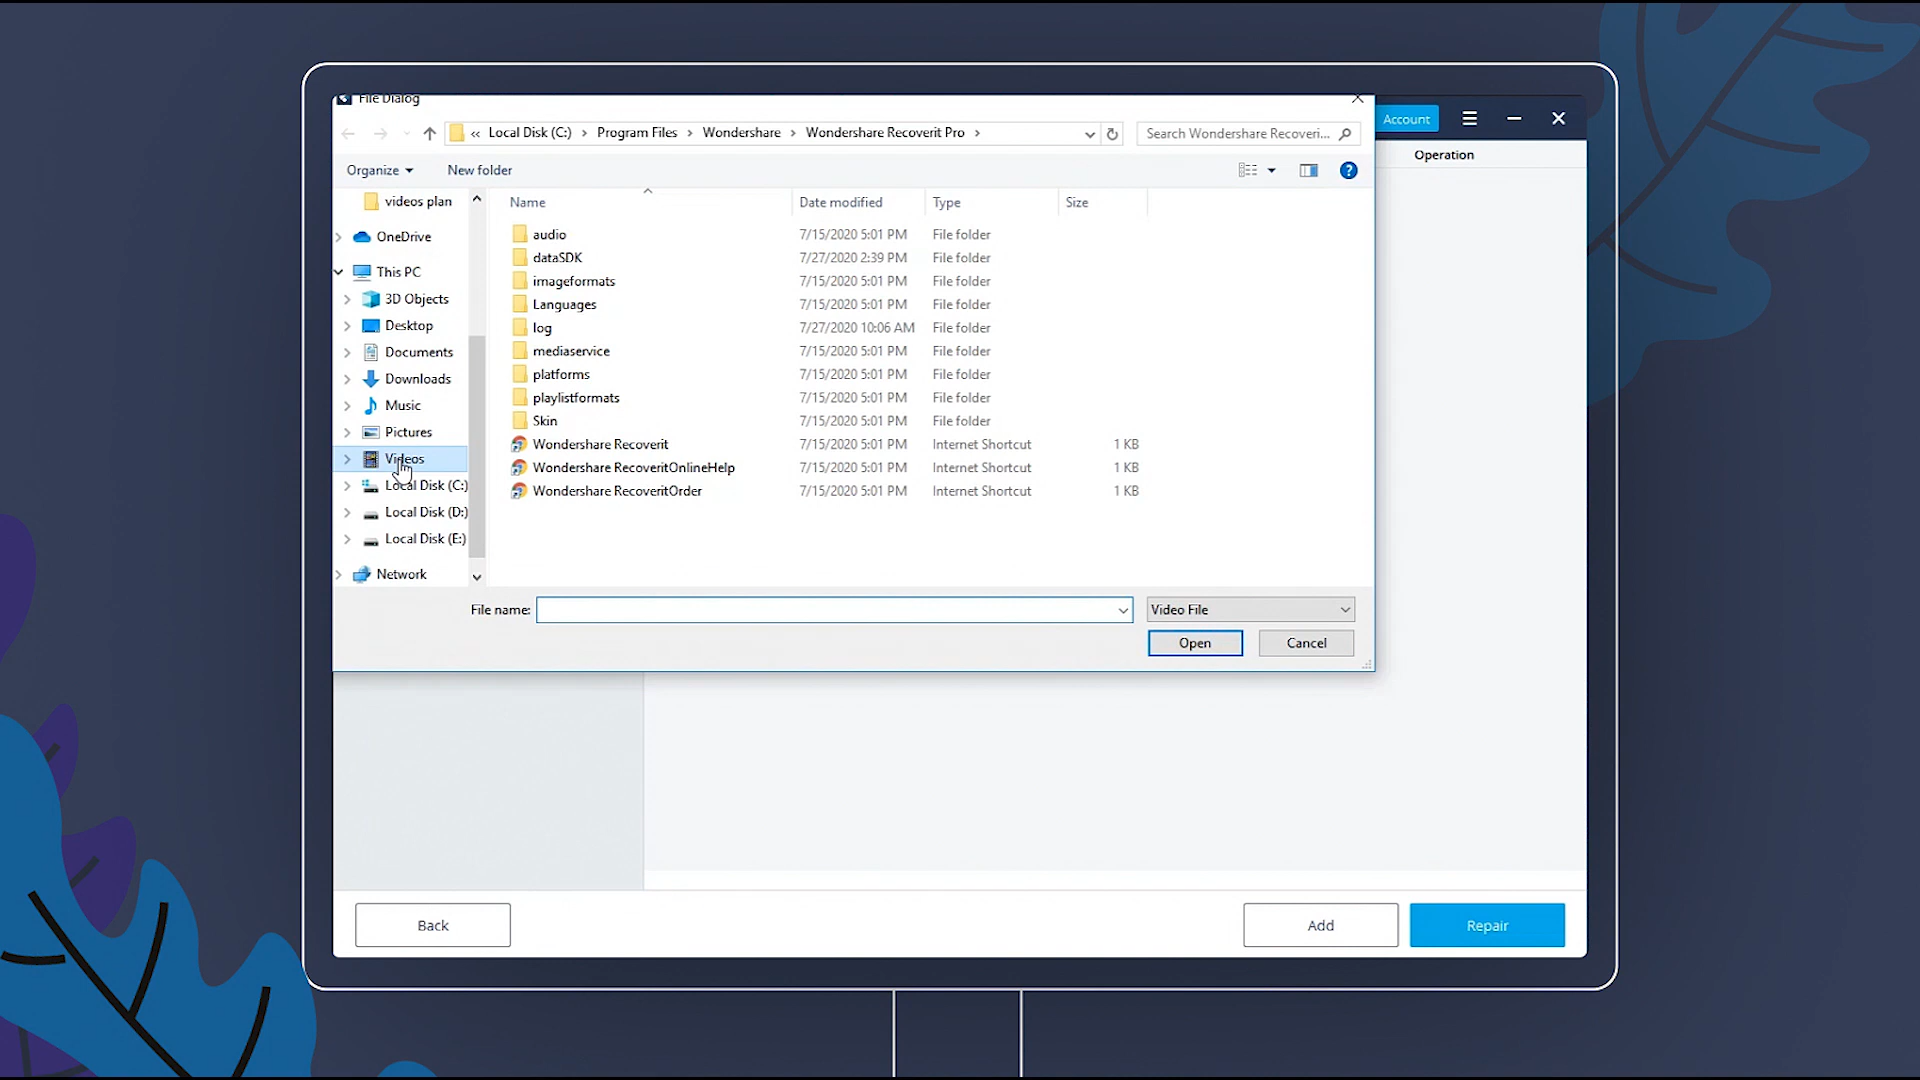 File Dialog
« Local Disk (C:) › Program Files › Wondershare › Wondershare Recoverit Pro ›
Search Wondershare Recoveri...
Account
Organize
New folder
Operation
Name Date modified Type Size
videos plan
OneDrive
This PC
3D Objects
Desktop
Documents
Downloads
Music
Pictures
Videos
Local Disk (C:)
Local Disk (D:)
Local Disk (E:)
Network
audio 7/15/2020 5:01 PM File folder
dataSDK 7/27/2020 2:39 PM File folder
imageformats 7/15/2020 5:01 PM File folder
Languages 7/15/2020 5:01 PM File folder
log 7/27/2020 10:06 AM File folder
mediaservice 7/15/2020 5:01 PM File folder
platforms 7/15/2020 5:01 PM File folder
playlistformats 7/15/2020 5:01 PM File folder
Skin 7/15/2020 5:01 PM File folder
Wondershare Recoverit 7/15/2020 5:01 PM Internet Shortcut 1 KB
Wondershare RecoveritOnlineHelp 7/15/2020 5:01 PM Internet Shortcut 1 KB
Wondershare RecoveritOrder 7/15/2020 5:01 PM Internet Shortcut 1 KB
File name:
Video File
Open
Cancel
Back
Add
Repair